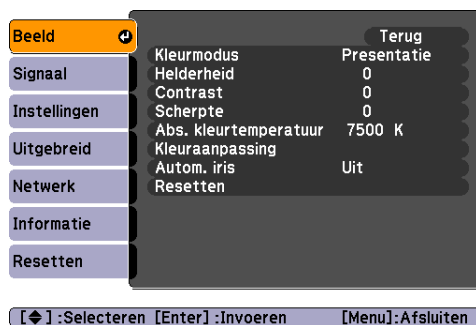 Beeld
Signaal
Instellingen
Uitgebreid
Netwerk
Informatie
Resetten
Terug
Kleurmodus Presentatie
Helderheid 0
Contrast 0
Scherpte 0
Abs. kleurtemperatuur 7500 K
Kleuraanpassing
Autom. iris Uit
Resetten
[◆] :Selecteren [Enter] :Invoeren [Menu]:Afsluiten